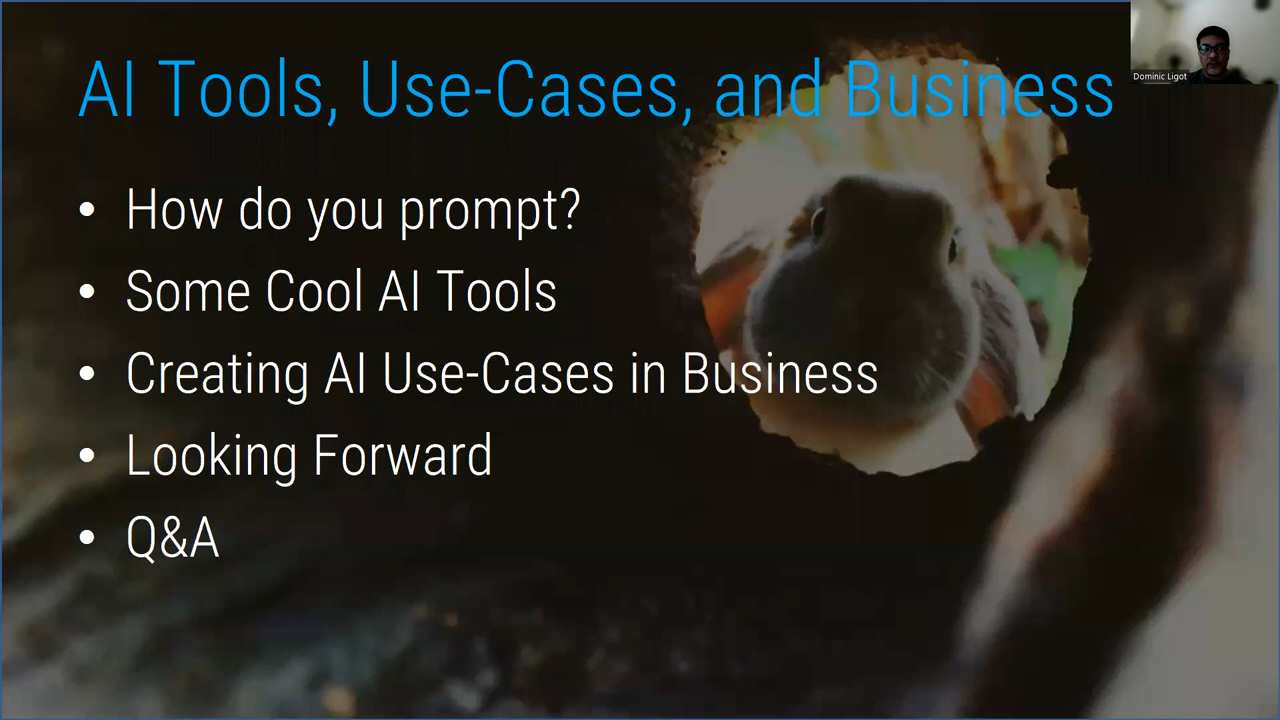 AI Tools, Use-Cases, and Business
Dominic Ligot
• How do you prompt?
• Some Cool AI Tools
• Creating AI Use-Cases in Business
• Looking Forward
• Q&A